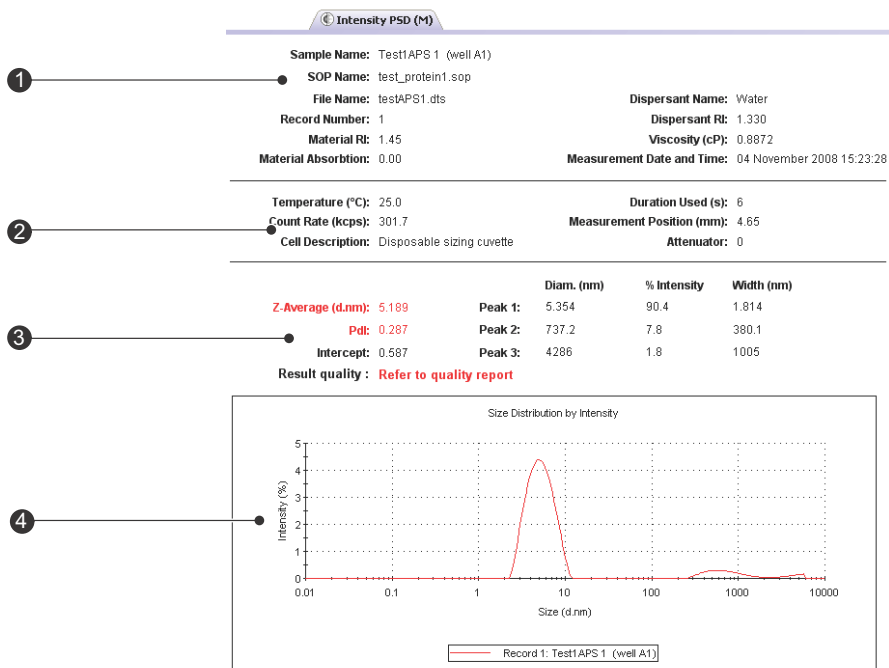 Intensity PSD (M)
Sample Name: Test1APS 1 (well A1)
1
SOP Name: test_protein1.sop
File Name: testAPS1.dts Dispersant Name: Water
Record Number: 1 Dispersant RI: 1.330
Material RI: 1.45 Viscosity (cP): 0.8872
Material Absorbtion: 0.00 Measurement Date and Time: 04 November 2008 15:23:28
Temperature (°C): 25.0 Duration Used (s): 6
2
Count Rate (kcps): 301.7 Measurement Position (mm): 4.65
Cell Description: Disposable sizing cuvette Attenuator: 0
Diam. (nm) % Intensity Width (nm)
Z-Average (d.nm): 5.189 Peak 1: 5.354 90.4 1.814
3
PdI: 0.287 Peak 2: 737.2 7.8 380.1
Intercept: 0.587 Peak 3: 4286 1.8 1005
Result quality : Refer to quality report
Size Distribution by Intensity
5
4
3
2
1
0
Intensity (%)
4
0.01 0.1 1 10 100 1000 10000
Size (d.nm)
Record 1: Test1APS 1 (well A1)